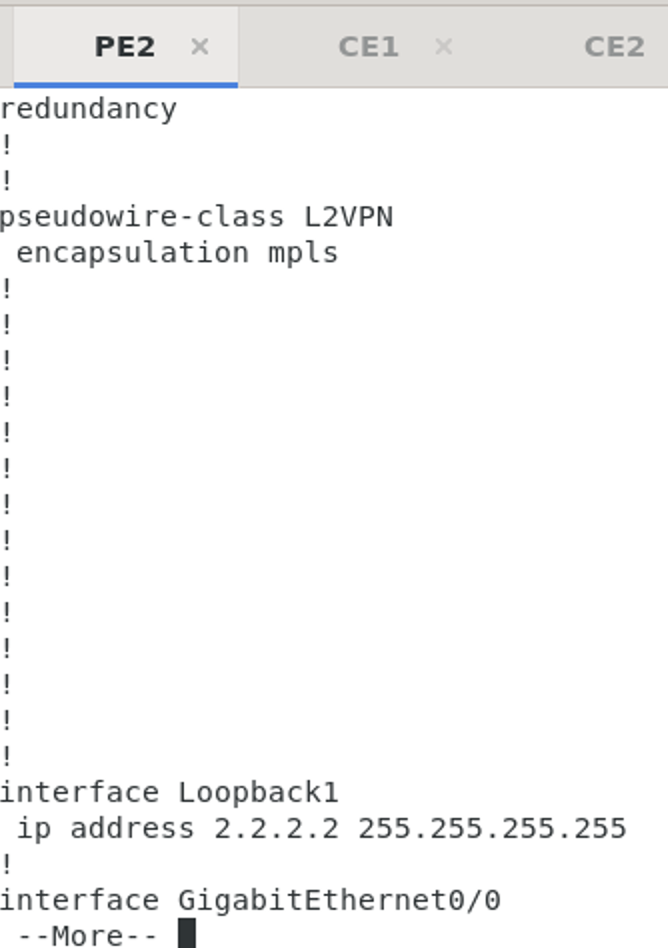 PE2 × CE1 × CE2
redundancy
!
!
pseudowire-class L2VPN
 encapsulation mpls
!
!
!
!
!
!
!
!
!
!
!
!
!
!
interface Loopback1
 ip address 2.2.2.2 255.255.255.255
!
interface GigabitEthernet0/0
 --More--